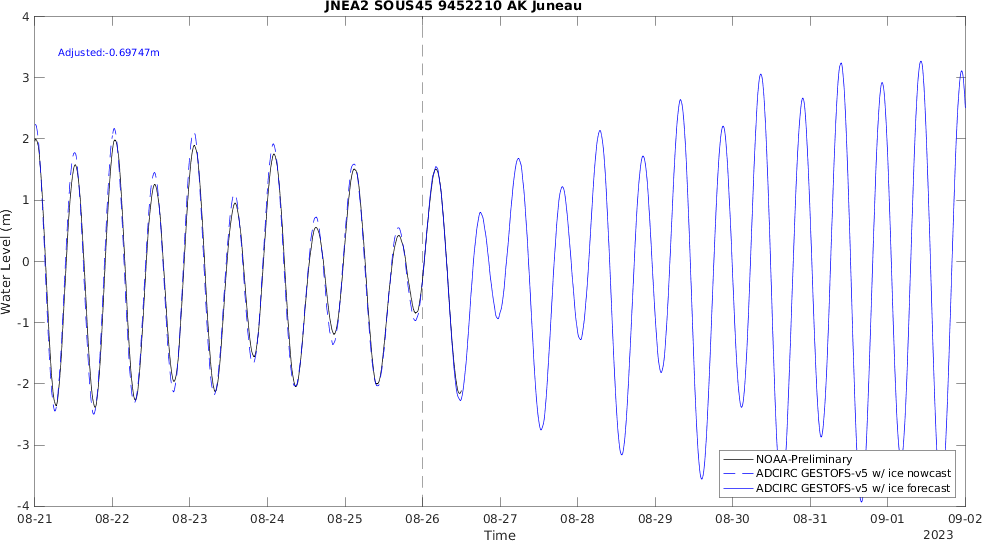 JNEA2 SOUS45 9452210 AK Juneau
Adjusted:-0.69747m
Water Level (m)
4
3
2
1
0
-1
-2
-3
-4
NOAA-Preliminary
ADCIRC GESTOFS-v5 w/ ice nowcast
ADCIRC GESTOFS-v5 w/ ice forecast
08-21 08-22 08-23 08-24 08-25 08-26 08-27 08-28 08-29 08-30 08-31 09-01 09-02
Time
2023